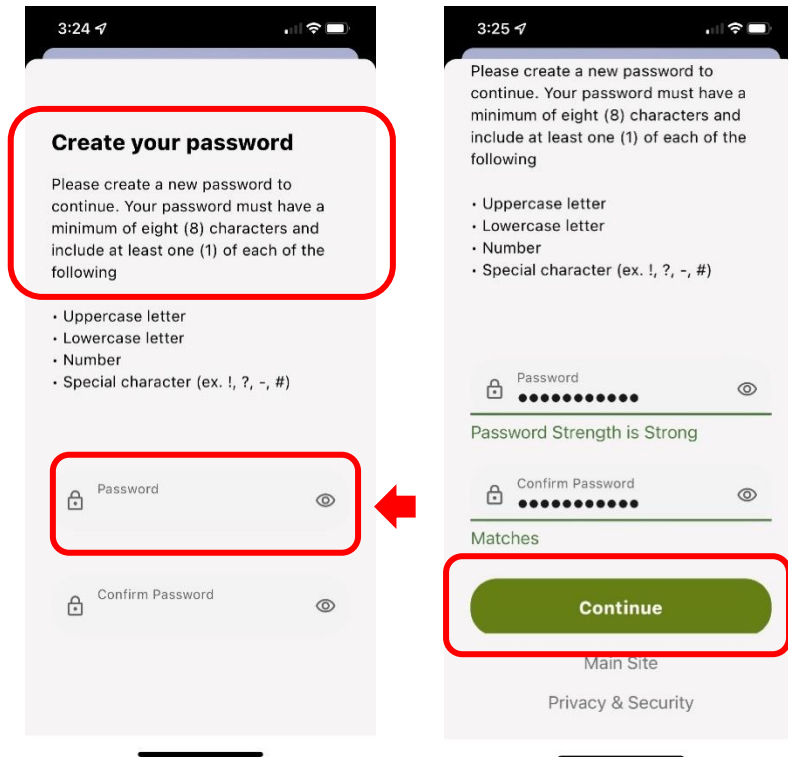 3:24
Create your password
Please create a new password to
continue. Your password must have a
minimum of eight (8) characters and
include at least one (1) of each of the
following
• Uppercase letter
• Lowercase letter
• Number
• Special character (ex. !, ?, -, #)
Password
Confirm Password
3:25
Please create a new password to
continue. Your password must have a
minimum of eight (8) characters and
include at least one (1) of each of the
following
• Uppercase letter
• Lowercase letter
• Number
• Special character (ex. !, ?, -, #)
Password
●●●●●●●●●●●
Password Strength is Strong
Confirm Password
●●●●●●●●●●●
Matches
Continue
Main Site
Privacy & Security